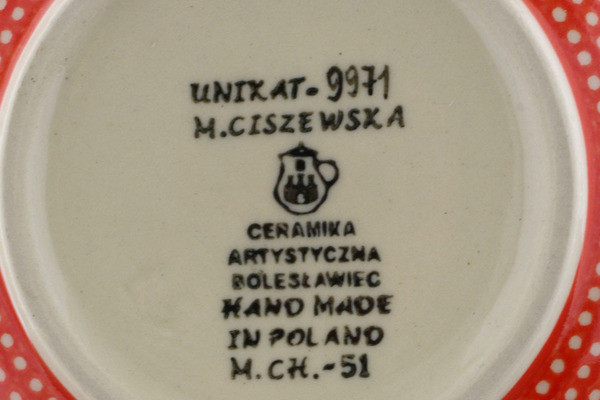 UNIKAT-9971
M.CISZEWSKA
CERAMIKA
ARTYSTYCZNA
BOLESŁAWIEC
HAND MADE
IN POLAND
M.CH.-51